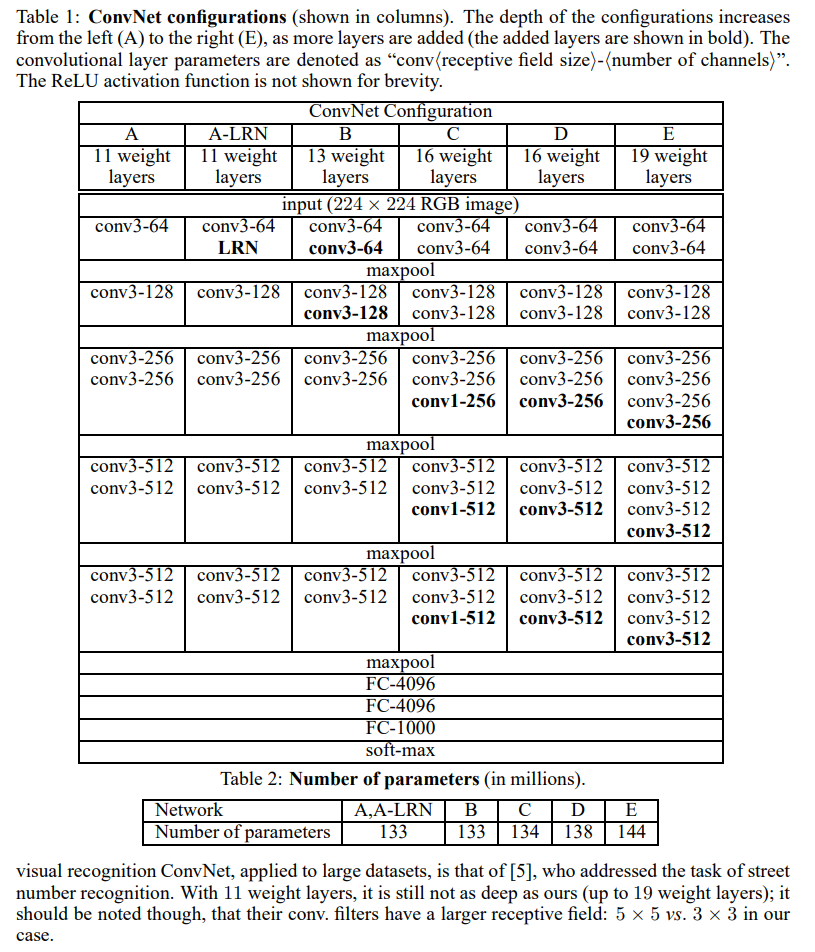 Table 1: ConvNet configurations (shown in columns). The depth of the configurations increases
from the left (A) to the right (E), as more layers are added (the added layers are shown in bold). The
convolutional layer parameters are denoted as “conv⟨receptive field size⟩-⟨number of channels⟩”.
The ReLU activation function is not shown for brevity.
ConvNet Configuration
A A-LRN B C D E
11 weight 11 weight 13 weight 16 weight 16 weight 19 weight
layers layers layers layers layers layers
input (224 × 224 RGB image)
conv3-64 conv3-64 conv3-64 conv3-64 conv3-64 conv3-64
LRN conv3-64 conv3-64 conv3-64 conv3-64
maxpool
conv3-128 conv3-128 conv3-128 conv3-128 conv3-128 conv3-128
conv3-128 conv3-128 conv3-128 conv3-128
maxpool
conv3-256 conv3-256 conv3-256 conv3-256 conv3-256 conv3-256
conv3-256 conv3-256 conv3-256 conv3-256 conv3-256 conv3-256
conv1-256 conv3-256 conv3-256
conv3-256
maxpool
conv3-512 conv3-512 conv3-512 conv3-512 conv3-512 conv3-512
conv3-512 conv3-512 conv3-512 conv3-512 conv3-512 conv3-512
conv1-512 conv3-512 conv3-512
conv3-512
maxpool
conv3-512 conv3-512 conv3-512 conv3-512 conv3-512 conv3-512
conv3-512 conv3-512 conv3-512 conv3-512 conv3-512 conv3-512
conv1-512 conv3-512 conv3-512
conv3-512
maxpool
FC-4096
FC-4096
FC-1000
soft-max
Table 2: Number of parameters (in millions).
Network A,A-LRN B C D E
Number of parameters 133 133 134 138 144
visual recognition ConvNet, applied to large datasets, is that of [5], who addressed the task of street
number recognition. With 11 weight layers, it is still not as deep as ours (up to 19 weight layers); it
should be noted though, that their conv. filters have a larger receptive field: 5 × 5 vs. 3 × 3 in our
case.